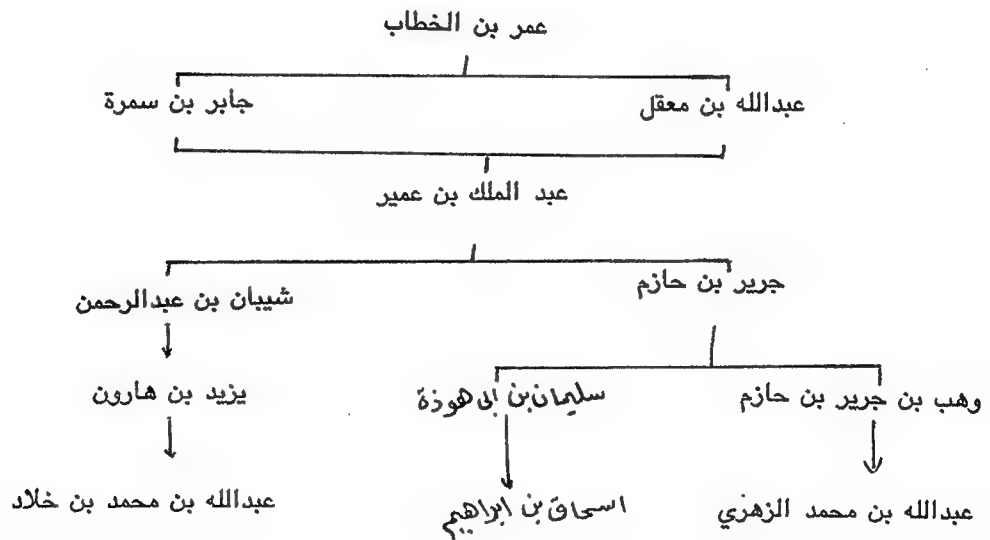 عمر بن الخطاب
عبدالله بن معقل
جابر بن سمرة
عبد الملك بن عمير
جرير بن حازم
شيبان بن عبدالرحمن
وهب بن جرير بن حازم
سليمان بن ابى هوذة
يزيد بن هارون
عبدالله بن محمد الزهزي
اسحاق بن ابراهيم
عبدالله بن محمد بن خلاد